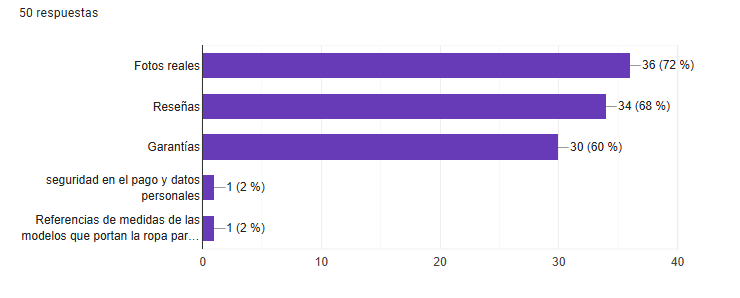 50 respuestas
Fotos reales
36 (72 %)
Reseñas
34 (68 %)
Garantías
30 (60 %)
seguridad en el pago y datos
personales
1 (2 %)
Referencias de medidas de las
modelos que portan la ropa par…
1 (2 %)
0 10 20 30 40